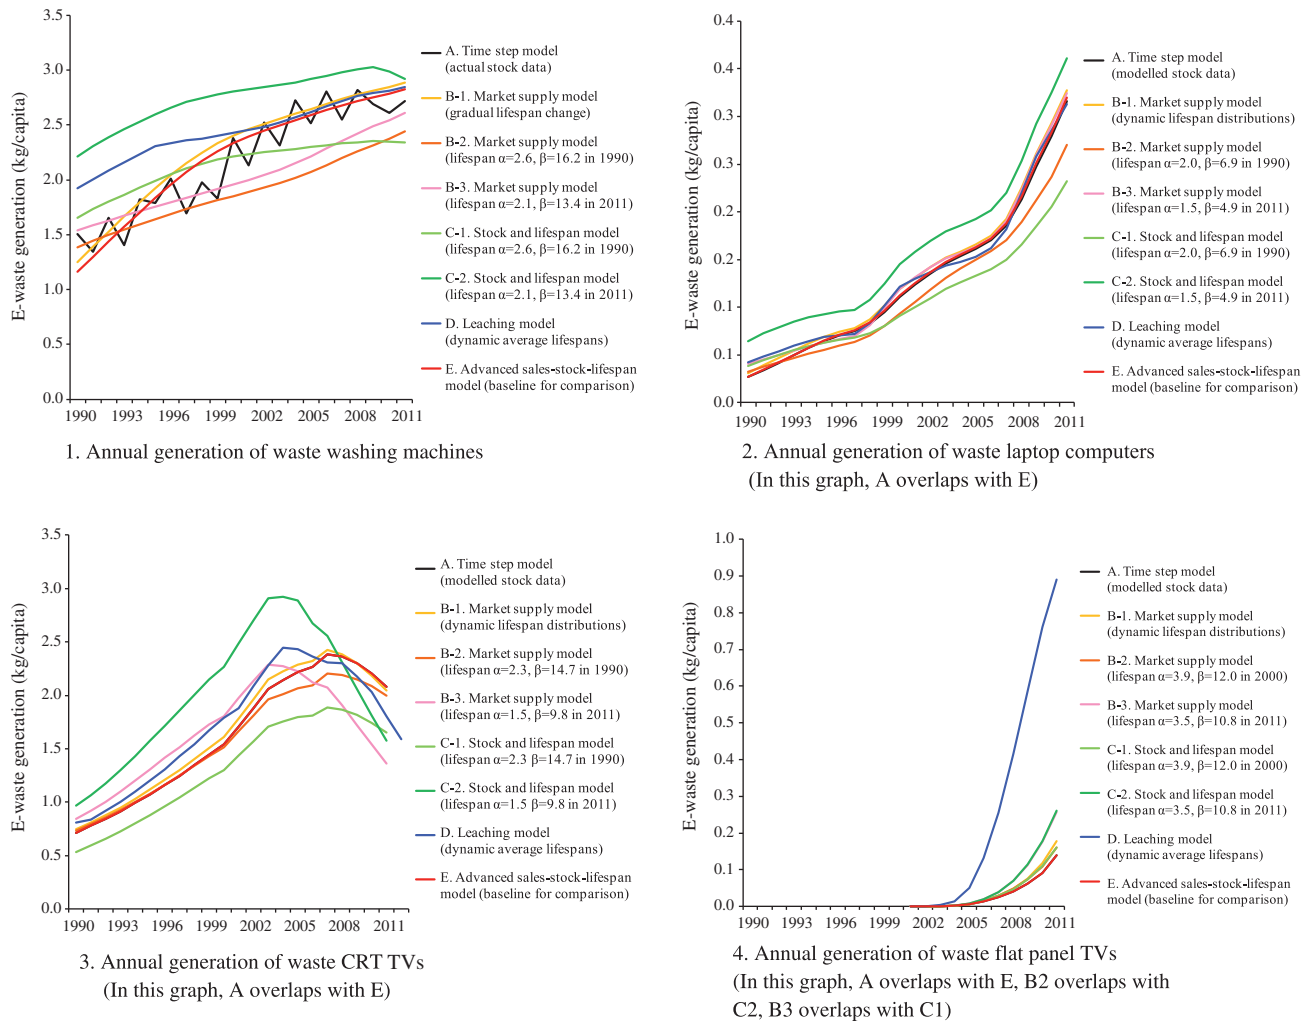 3.5
3.0
2.5
2.0
1.5
1.0
0.5
0.0
E-waste generation (kg/capita)
1990 1993 1996 1999 2002 2005 2008 2011
A. Time step model
(actual stock data)
B-1. Market supply model
(gradual lifespan change)
B-2. Market supply model
(lifespan α=2.6, β=16.2 in 1990)
B-3. Market supply model
(lifespan α=2.1, β=13.4 in 2011)
C-1. Stock and lifespan model
(lifespan α=2.6, β=16.2 in 1990)
C-2. Stock and lifespan model
(lifespan α=2.1, β=13.4 in 2011)
D. Leaching model
(dynamic average lifespans)
E. Advanced sales-stock-lifespan
model (baseline for comparison)
1. Annual generation of waste washing machines
0.4
0.4
0.3
0.3
0.2
0.2
0.1
0.1
0.0
E-waste generation (kg/capita)
1990 1993 1996 1999 2002 2005 2008 2011
A. Time step model
(modelled stock data)
B-1. Market supply model
(dynamic lifespan distributions)
B-2. Market supply model
(lifespan α=2.0, β=6.9 in 1990)
B-3. Market supply model
(lifespan α=1.5, β=4.9 in 2011)
C-1. Stock and lifespan model
(lifespan α=2.0, β=6.9 in 1990)
C-2. Stock and lifespan model
(lifespan α=1.5, β=4.9 in 2011)
D. Leaching model
(dynamic average lifespans)
E. Advanced sales-stock-lifespan
model (baseline for comparison)
2. Annual generation of waste laptop computers
(In this graph, A overlaps with E)
3.5
3.0
2.5
2.0
1.5
1.0
0.5
0.0
E-waste generation (kg/capita)
1990 1993 1996 1999 2002 2005 2008 2011
A. Time step model
(modelled stock data)
B-1. Market supply model
(dynamic lifespan distributions)
B-2. Market supply model
(lifespan α=2.3, β=14.7 in 1990)
B-3. Market supply model
(lifespan α=1.5, β=9.8 in 2011)
C-1. Stock and lifespan model
(lifespan α=2.3 β=14.7 in 1990)
C-2. Stock and lifespan model
(lifespan α=1.5 β=9.8 in 2011)
D. Leaching model
(dynamic average lifespans)
E. Advanced sales-stock-lifespan
model (baseline for comparison)
3. Annual generation of waste CRT TVs
(In this graph, A overlaps with E)
1.0
0.9
0.8
0.7
0.6
0.5
0.4
0.3
0.2
0.1
0.0
E-waste generation (kg/capita)
1990 1993 1996 1999 2002 2005 2008 2011
A. Time step model
(modelled stock data)
B-1. Market supply model
(dynamic lifespan distributions)
B-2. Market supply model
(lifespan α=3.9, β=12.0 in 2000)
B-3. Market supply model
(lifespan α=3.5, β=10.8 in 2011)
C-1. Stock and lifespan model
(lifespan α=3.9, β=12.0 in 2000)
C-2. Stock and lifespan model
(lifespan α=3.5, β=10.8 in 2011)
D. Leaching model
(dynamic average lifespans)
E. Advanced sales-stock-lifespan
model (baseline for comparison)
4. Annual generation of waste flat panel TVs
(In this graph, A overlaps with E, B2 overlaps with
C2, B3 overlaps with C1)